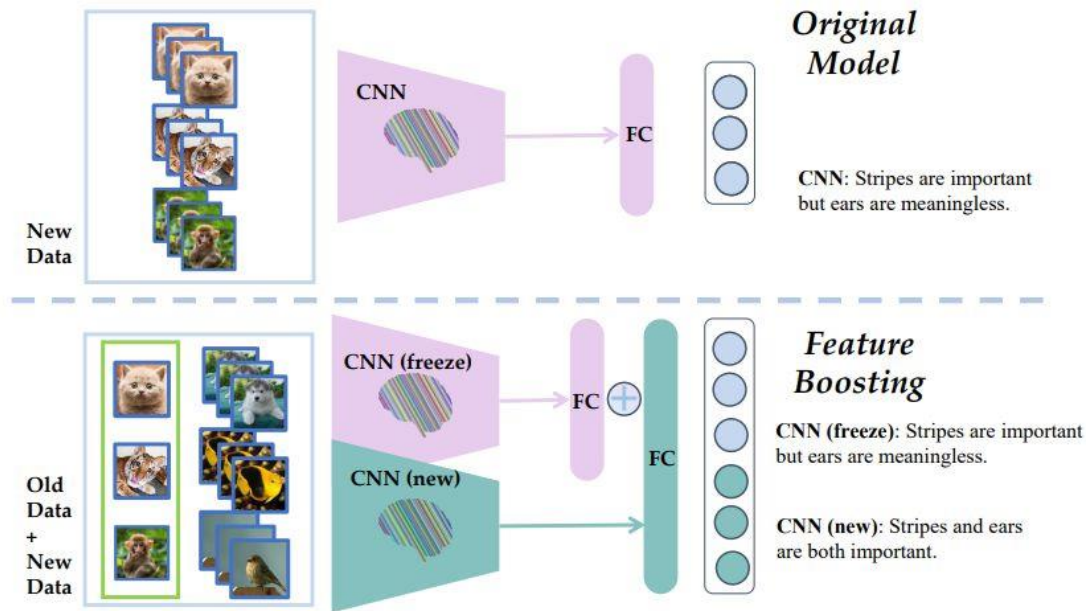 Original
Model
CNN
FC
CNN: Stripes are important
but ears are meaningless.
New
Data
Feature
Boosting
CNN (freeze)
FC
FC
CNN (new)
CNN (freeze): Stripes are important
but ears are meaningless.
CNN (new): Stripes and ears
are both important.
Old
Data
+
New
Data